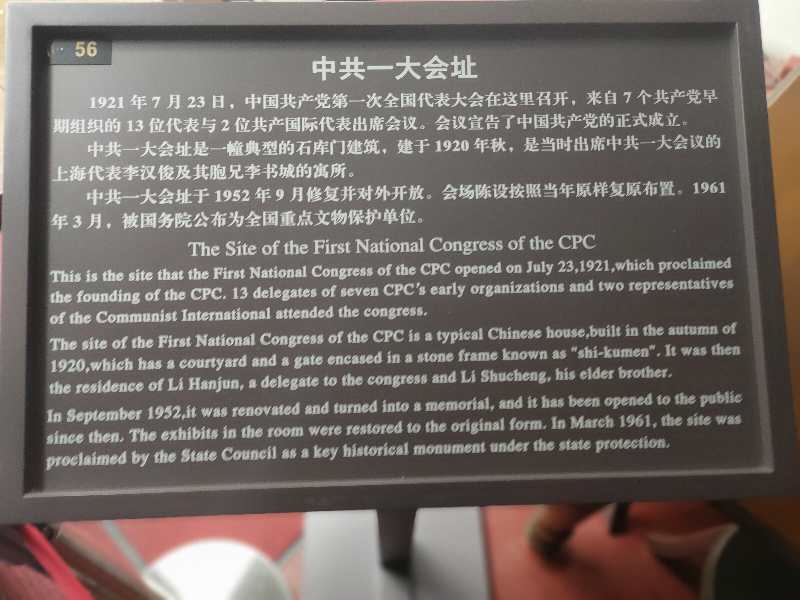 56
中共一大会址
1921 年 7 月 23 日，中国共产党第一次全国代表大会在这里召开，来自 7 个共产党早
期组织的 13 位代表与 2 位共产国际代表出席会议。会议宣告了中国共产党的正式成立。
中共一大会址是一幢典型的石库门建筑，建于 1920 年秋，是当时出席中共一大会议的
上海代表李汉俊及其胞兄李书城的寓所。
中共一大会址于 1952 年 9 月修复并对外开放。会场陈设按照当年原样复原布置。1961
年 3 月，被国务院公布为全国重点文物保护单位。
The Site of the First National Congress of the CPC
This is the site that the First National Congress of the CPC opened on July 23,1921,which proclaimed
the founding of the CPC. 13 delegates of seven CPC's early organizations and two representatives
of the Communist International attended the congress.
The site of the First National Congress of the CPC is a typical Chinese house,built in the autumn of
1920,which has a courtyard and a gate encased in a stone frame known as "shi-kumen". It was then
the residence of Li Hanjun, a delegate to the congress and Li Shucheng, his elder brother.
In September 1952,it was renovated and turned into a memorial, and it has been opened to the public
since then. The exhibits in the room were restored to the original form. In March 1961, the site was
proclaimed by the State Council as a key historical monument under the state protection.